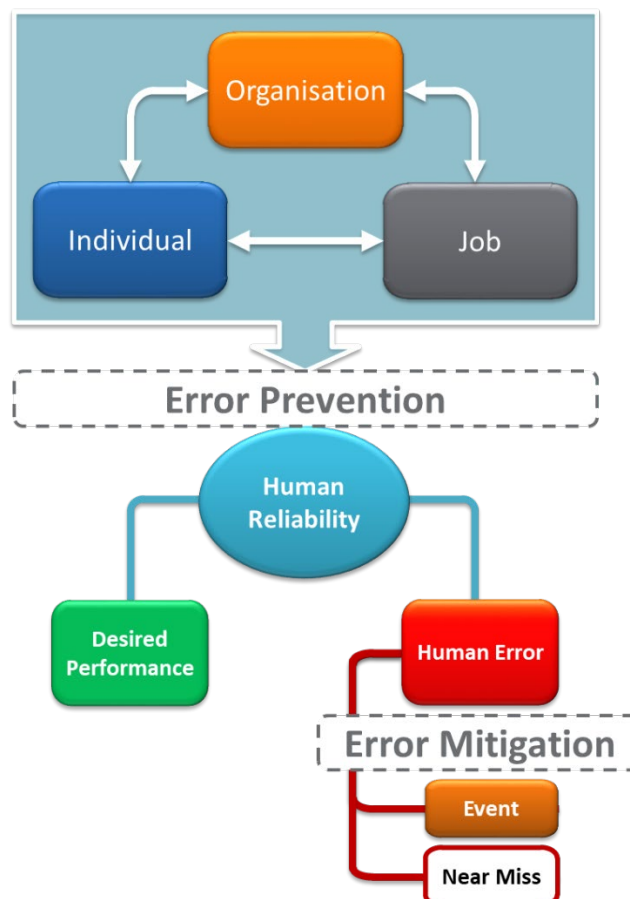 Organisation
Individual
Job
Error Prevention
Human
Reliability
Desired
Performance
Human Error
Error Mitigation
Event
Near Miss